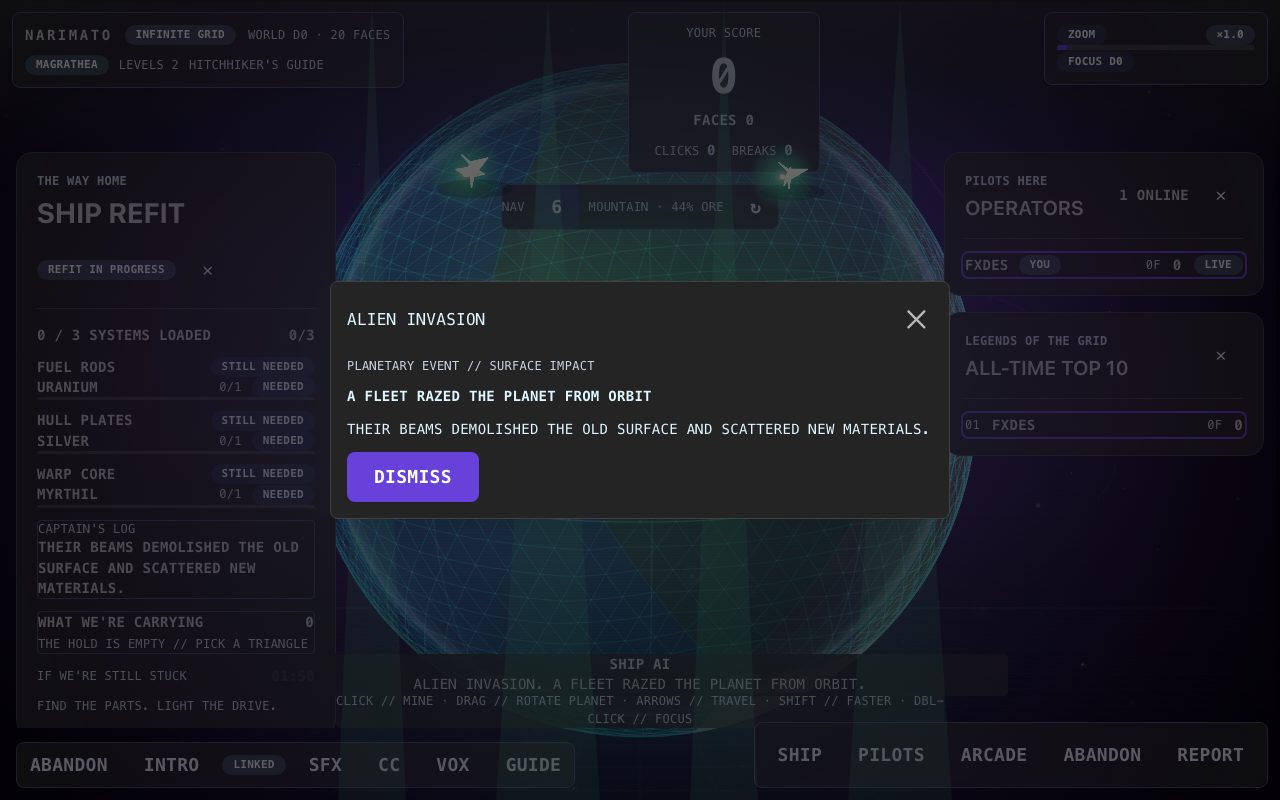 NARIMATO INFINITE GRID WORLD D0 · 20 FACES
MAGRATHEA LEVELS 2 HITCHHIKER'S GUIDE
YOUR SCORE
0
FACES 0
CLICKS 0 BREAKS 0
ZOOM ×1.0
FOCUS D0
NAV 6 MOUNTAIN · 44% ORE ↻
THE WAY HOME
SHIP REFIT
REFIT IN PROGRESS ×
0 / 3 SYSTEMS LOADED 0/3
FUEL RODS STILL NEEDED
URANIUM 0/1 NEEDED
HULL PLATES STILL NEEDED
SILVER 0/1 NEEDED
WARP CORE STILL NEEDED
MYRTHIL 0/1 NEEDED
CAPTAIN'S LOG
THEIR BEAMS DEMOLISHED THE OLD
SURFACE AND SCATTERED NEW
MATERIALS.
WHAT WE'RE CARRYING 0
THE HOLD IS EMPTY // PICK A TRIANGLE
IF WE'RE STILL STUCK
FIND THE PARTS. LIGHT THE DRIVE.
PILOTS HERE
OPERATORS 1 ONLINE ×
FXDES YOU 0F 0 LIVE
LEGENDS OF THE GRID
ALL-TIME TOP 10 ×
01 FXDES 0F 0
ALIEN INVASION
PLANETARY EVENT // SURFACE IMPACT
A FLEET RAZED THE PLANET FROM ORBIT
THEIR BEAMS DEMOLISHED THE OLD SURFACE AND SCATTERED NEW MATERIALS.
DISMISS
SHIP AI
ALIEN INVASION. A FLEET RAZED THE PLANET FROM ORBIT.
CLICK // MINE · DRAG // ROTATE PLANET · ARROWS // TRAVEL · SHIFT // FASTER · DBL-
CLICK // FOCUS
ABANDON INTRO LINKED SFX CC VOX GUIDE
SHIP PILOTS ARCADE ABANDON REPORT